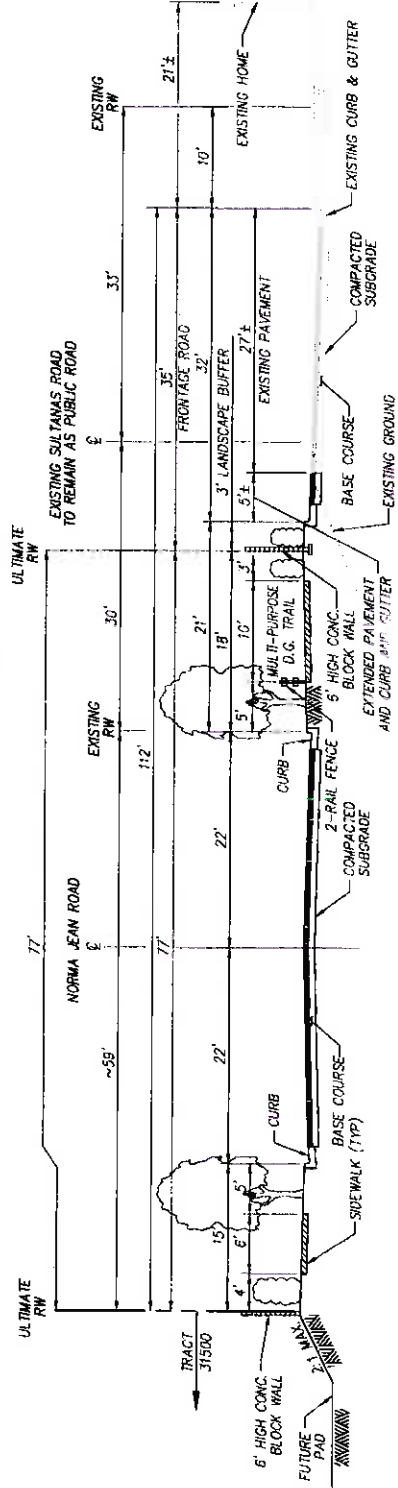 ULTIMATE
RW
77'
NORMA JEAN ROAD
℄
~59'
112'
77'
EXISTING
RW
30'
ULTIMATE
RW
EXISTING SULTANAS ROAD
TO REMAIN AS PUBLIC ROAD
℄
33'
35'
FRONTAGE ROAD
32'
EXISTING
RW
10'
21'±
EXISTING HOME
TRACT
31500
15'
4'
6'
5'
22'
22'
21'
18'
5'
10'
3'
MULTI-PURPOSE
D.G. TRAIL
3' LANDSCAPE BUFFER
5'±
27'±
EXISTING PAVEMENT
6' HIGH CONC.
BLOCK WALL
2:1 MAX.
FUTURE
PAD
CURB
BASE COURSE
SIDEWALK (TYP)
CURB
2-RAIL FENCE
COMPACTED
SUBGRADE
HIGH CONC.
BLOCK WALL
EXTENDED PAVEMENT
AND CURB AND GUTTER
EXISTING GROUND
BASE COURSE
COMPACTED
SUBGRADE
EXISTING CURB & GUTTER